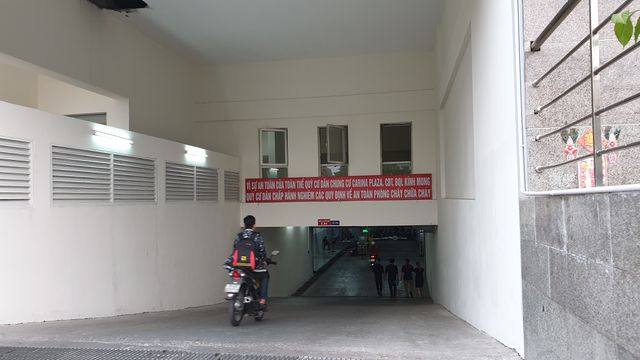 VÌ SỰ AN TOÀN CỦA TOÀN THỂ QUÝ CƯ DÂN CHUNG CƯ CARINA PLAZA. CĐT, BQL KÍNH MONG
QUÝ CƯ DÂN CHẤP HÀNH NGHIÊM CÁC QUY ĐỊNH VỀ AN TOÀN PHÒNG CHÁY CHỮA CHÁY